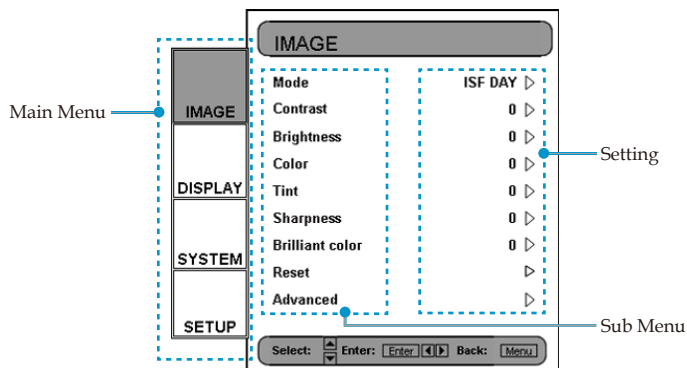 IMAGE
Mode ISF DAY
Contrast 0
Brightness 0
Color 0
Tint 0
Sharpness 0
Brilliant color 0
Reset
Advanced
Select: Enter: Enter Back: Menu
IMAGE
DISPLAY
SYSTEM
SETUP
Main Menu
Setting
Sub Menu